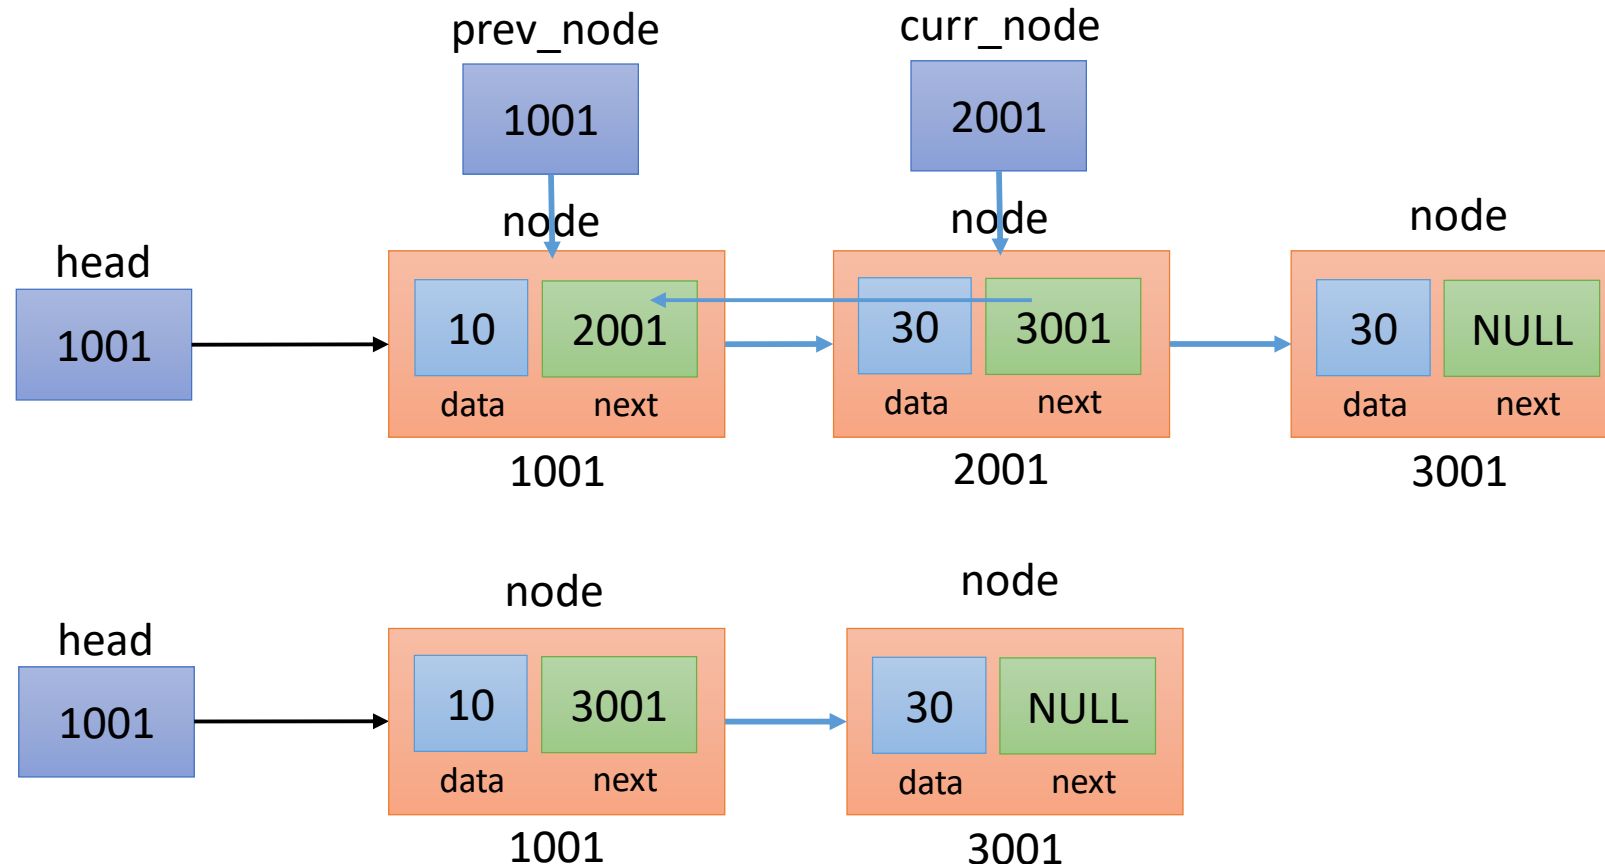 prev_node
curr_node
1001
2001
node
node
node
head
1001
10
2001
30
3001
30
NULL
data
next
data
next
data
next
1001
2001
3001
node
node
head
1001
10
3001
30
NULL
data
next
data
next
1001
3001